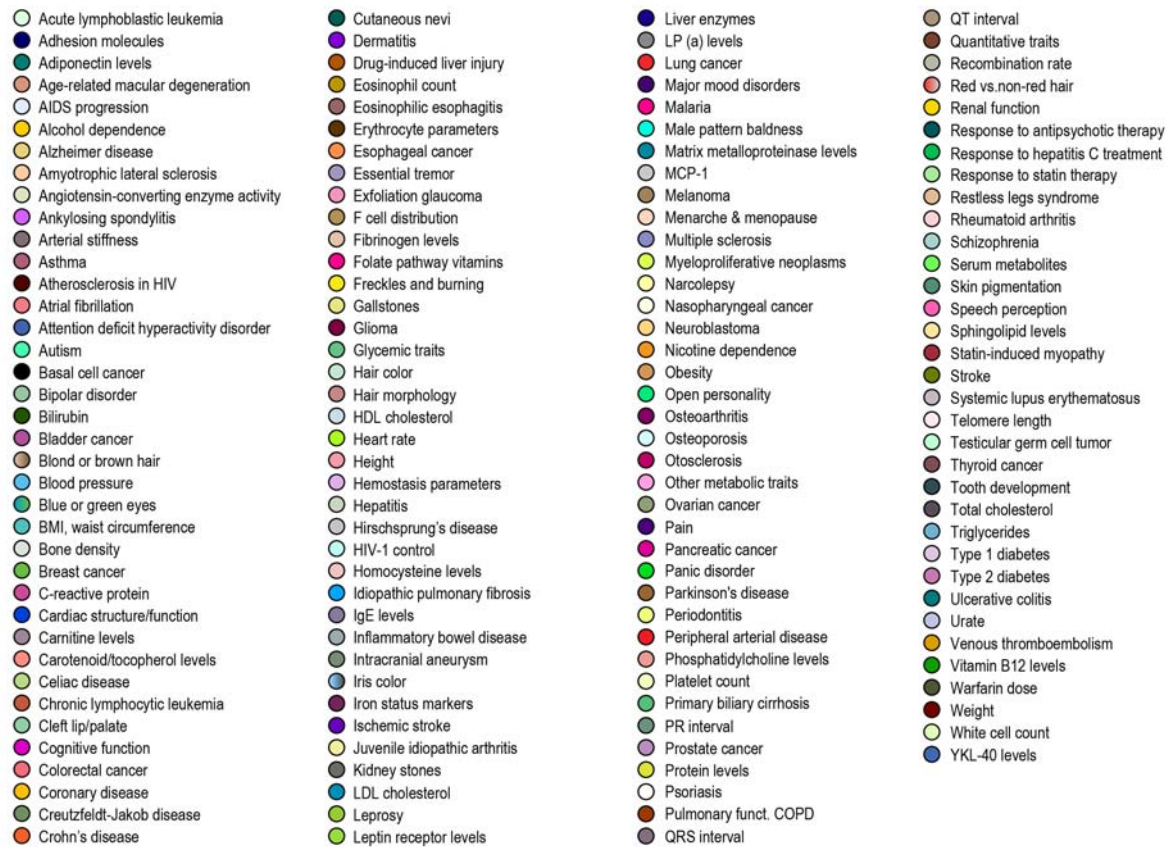 Acute lymphoblastic leukemia
Adhesion molecules
Adiponectin levels
Age-related macular degeneration
AIDS progression
Alcohol dependence
Alzheimer disease
Amyotrophic lateral sclerosis
Angiotensin-converting enzyme activity
Ankylosing spondylitis
Arterial stiffness
Asthma
Atherosclerosis in HIV
Atrial fibrillation
Attention deficit hyperactivity disorder
Autism
Basal cell cancer
Bipolar disorder
Bilirubin
Bladder cancer
Blond or brown hair
Blood pressure
Blue or green eyes
BMI, waist circumference
Bone density
Breast cancer
C-reactive protein
Cardiac structure/function
Carnitine levels
Carotenoid/tocopherol levels
Celiac disease
Chronic lymphocytic leukemia
Cleft lip/palate
Cognitive function
Colorectal cancer
Coronary disease
Creutzfeldt-Jakob disease
Crohn's disease
Cutaneous nevi
Dermatitis
Drug-induced liver injury
Eosinophil count
Eosinophilic esophagitis
Erythrocyte parameters
Esophageal cancer
Essential tremor
Exfoliation glaucoma
F cell distribution
Fibrinogen levels
Folate pathway vitamins
Freckles and burning
Gallstones
Glioma
Glycemic traits
Hair color
Hair morphology
HDL cholesterol
Heart rate
Height
Hemostasis parameters
Hepatitis
Hirschsprung's disease
HIV-1 control
Homocysteine levels
Idiopathic pulmonary fibrosis
IgE levels
Inflammatory bowel disease
Intracranial aneurysm
Iris color
Iron status markers
Ischemic stroke
Juvenile idiopathic arthritis
Kidney stones
LDL cholesterol
Leprosy
Leptin receptor levels
Liver enzymes
LP (a) levels
Lung cancer
Major mood disorders
Malaria
Male pattern baldness
Matrix metalloproteinase levels
MCP-1
Melanoma
Menarche & menopause
Multiple sclerosis
Myeloproliferative neoplasms
Narcolepsy
Nasopharyngeal cancer
Neuroblastoma
Nicotine dependence
Obesity
Open personality
Osteoarthritis
Osteoporosis
Otosclerosis
Other metabolic traits
Ovarian cancer
Pain
Pancreatic cancer
Panic disorder
Parkinson's disease
Periodontitis
Peripheral arterial disease
Phosphatidylcholine levels
Platelet count
Primary biliary cirrhosis
PR interval
Prostate cancer
Protein levels
Psoriasis
Pulmonary funct. COPD
QRS interval
QT interval
Quantitative traits
Recombination rate
Red vs.non-red hair
Renal function
Response to antipsychotic therapy
Response to hepatitis C treatment
Response to statin therapy
Restless legs syndrome
Rheumatoid arthritis
Schizophrenia
Serum metabolites
Skin pigmentation
Speech perception
Sphingolipid levels
Statin-induced myopathy
Stroke
Systemic lupus erythematosus
Telomere length
Testicular germ cell tumor
Thyroid cancer
Tooth development
Total cholesterol
Triglycerides
Type 1 diabetes
Type 2 diabetes
Ulcerative colitis
Urate
Venous thromboembolism
Vitamin B12 levels
Warfarin dose
Weight
White cell count
YKL-40 levels